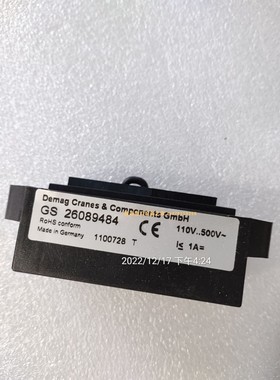 Demag Cranes & Components GmbH
GS 26089484
RoHS conform
Made in Germany
1100728 T
CE
110V..500V~
I≤ 1A=
2022/12/17 下午4:24